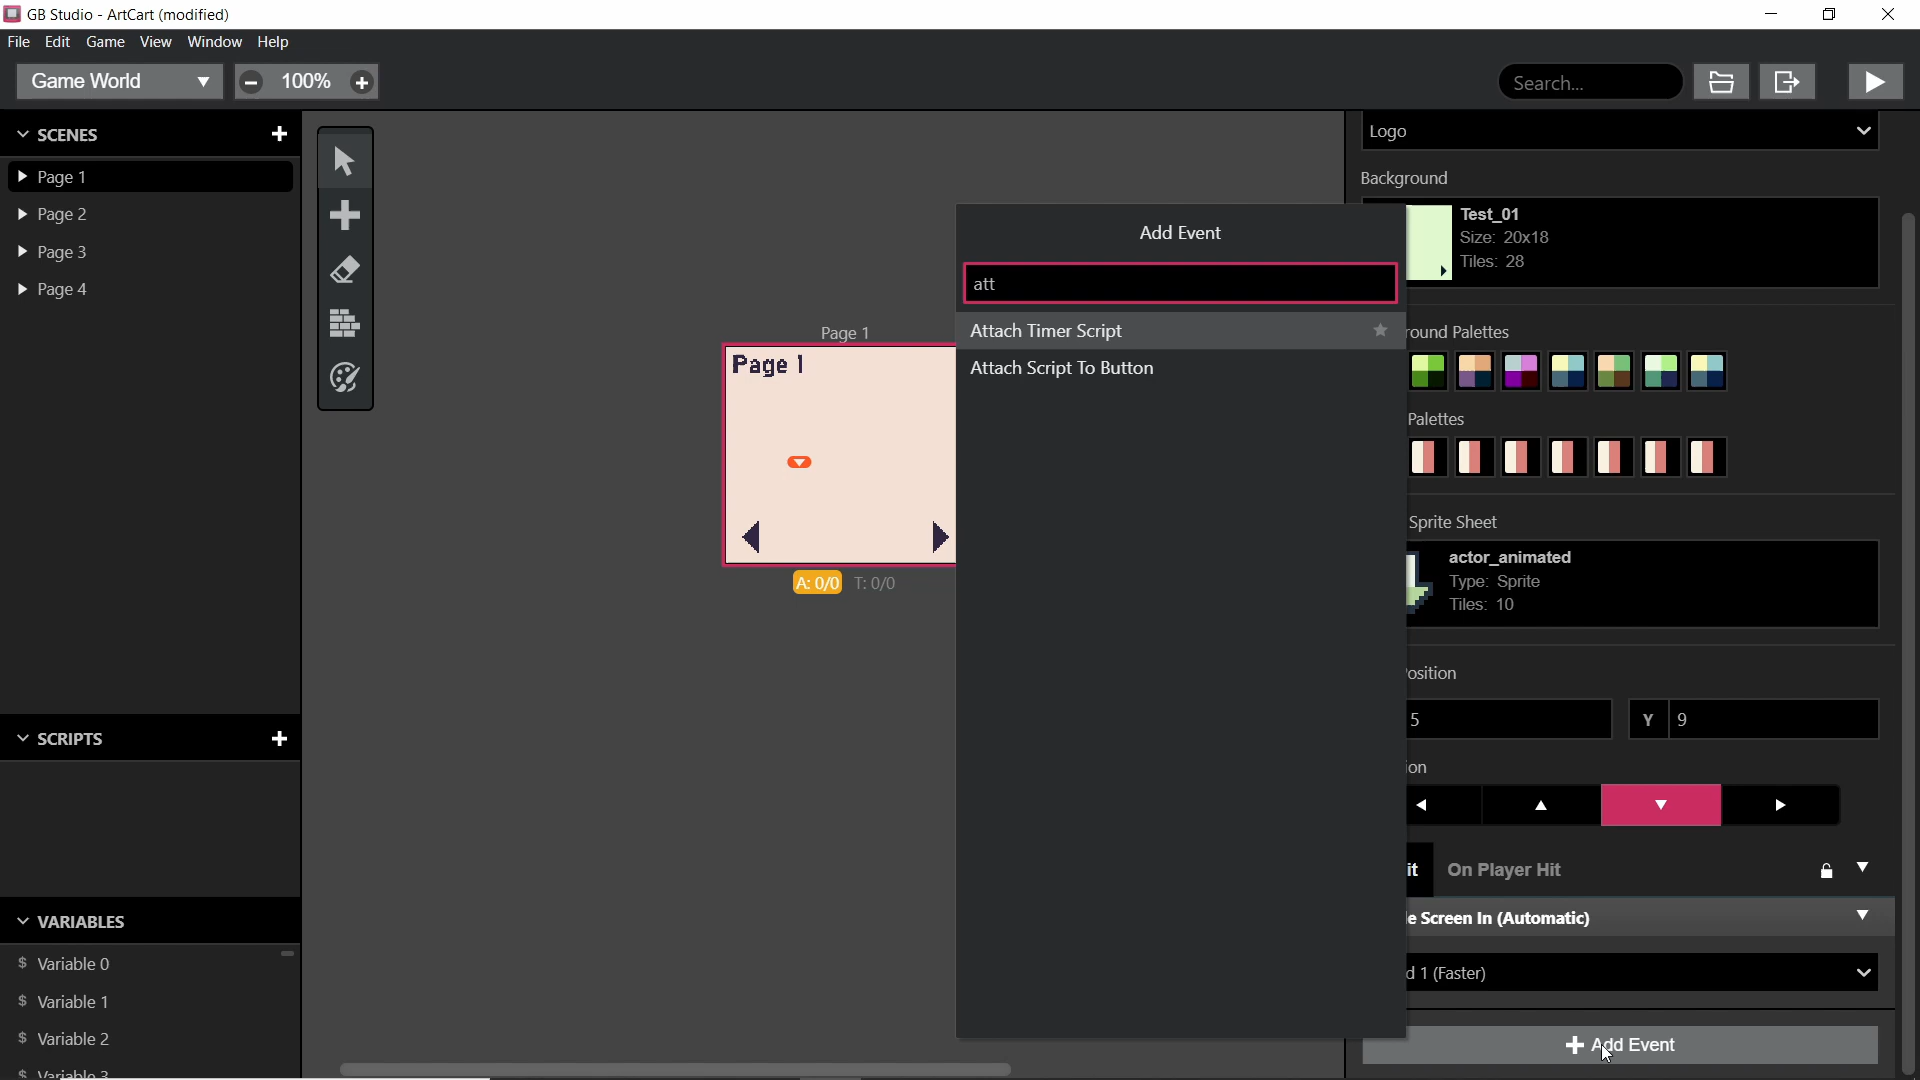 GB Studio - ArtCart (modified)
File Edit Game View Window Help
Game World 100% Search...
SCENES
Page 1
Page 2
Page 3
Page 4
SCRIPTS
VARIABLES
$ Variable 0
$ Variable 1
$ Variable 2
Variable 3
Page 1
Page 1
A: 0/0 T: 0/0
Add Event
att
Attach Timer Script
Attach Script To Button
Logo
Background
Test_01
Size: 20x18
Tiles: 28
round Palettes
Palettes
Sprite Sheet
actor_animated
Type: Sprite
Tiles: 10
osition
5 Y 9
ion
it On Player Hit
e Screen In (Automatic)
d 1 (Faster)
Add Event